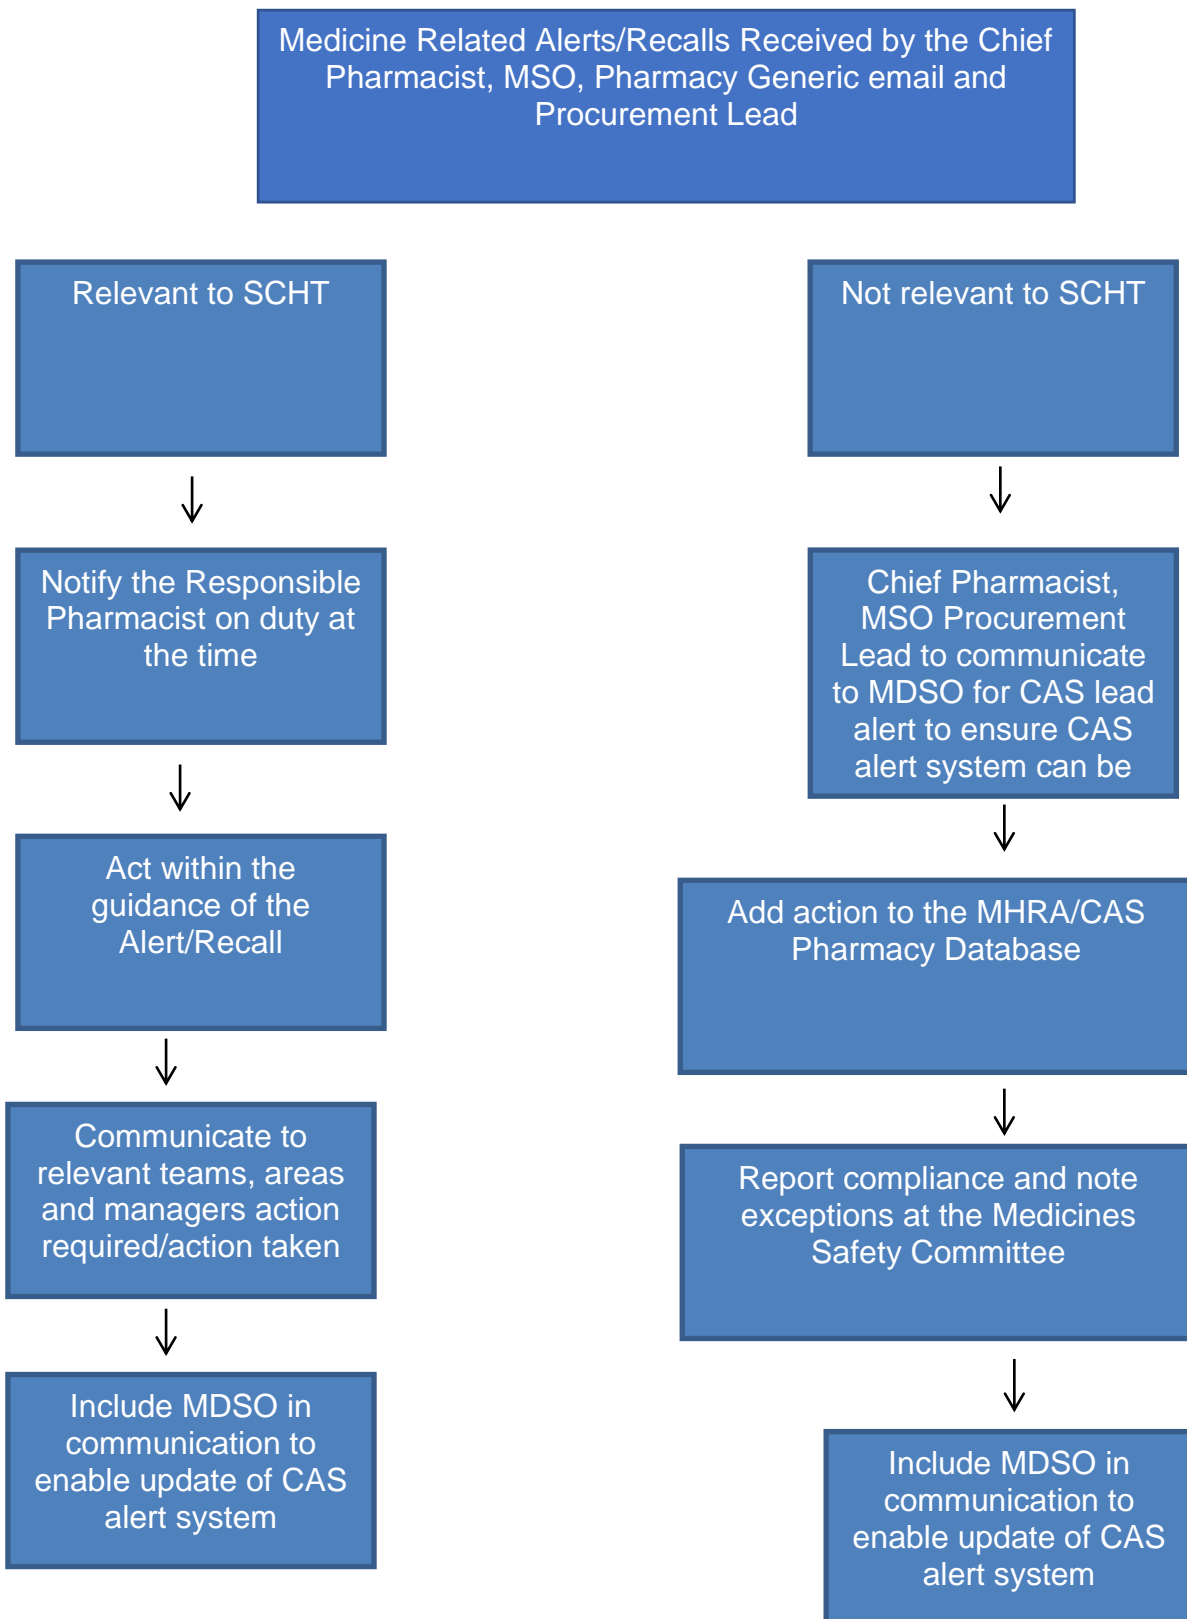 Medicine Related Alerts/Recalls Received by the Chief
Pharmacist, MSO, Pharmacy Generic email and
Procurement Lead
Relevant to SCHT
Notify the Responsible
Pharmacist on duty at
the time
Act within the
guidance of the
Alert/Recall
Communicate to
relevant teams, areas
and managers action
required/action taken
Include MDSO in
communication to
enable update of CAS
alert system
Not relevant to SCHT
Chief Pharmacist,
MSO Procurement
Lead to communicate
to MDSO for CAS lead
alert to ensure CAS
alert system can be
Add action to the MHRA/CAS
Pharmacy Database
Report compliance and note
exceptions at the Medicines
Safety Committee
Include MDSO in
communication to
enable update of CAS
alert system